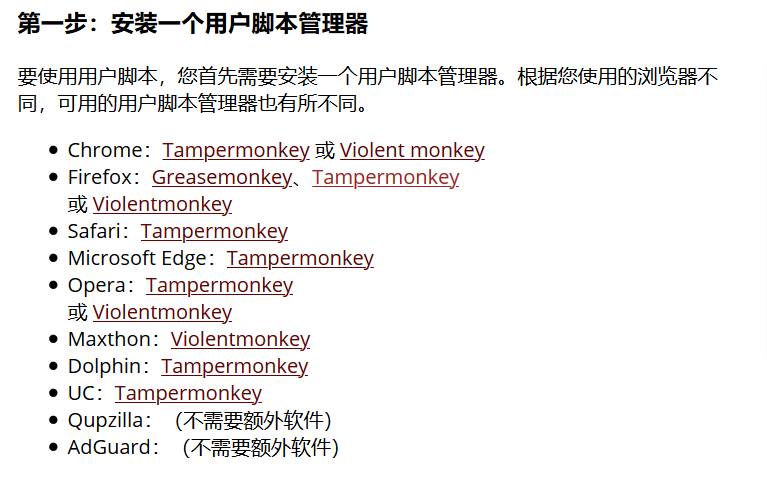 第一步：安装一个用户脚本管理器
要使用用户脚本，您首先需要安装一个用户脚本管理器。根据您使用的浏览器不
同，可用的用户脚本管理器也有所不同。
Chrome：Tampermonkey 或 Violent monkey
Firefox：Greasemonkey、Tampermonkey
或 Violentmonkey
Safari：Tampermonkey
Microsoft Edge：Tampermonkey
Opera：Tampermonkey
或 Violentmonkey
Maxthon：Violentmonkey
Dolphin：Tampermonkey
UC：Tampermonkey
Qupzilla：（不需要额外软件）
AdGuard：（不需要额外软件）